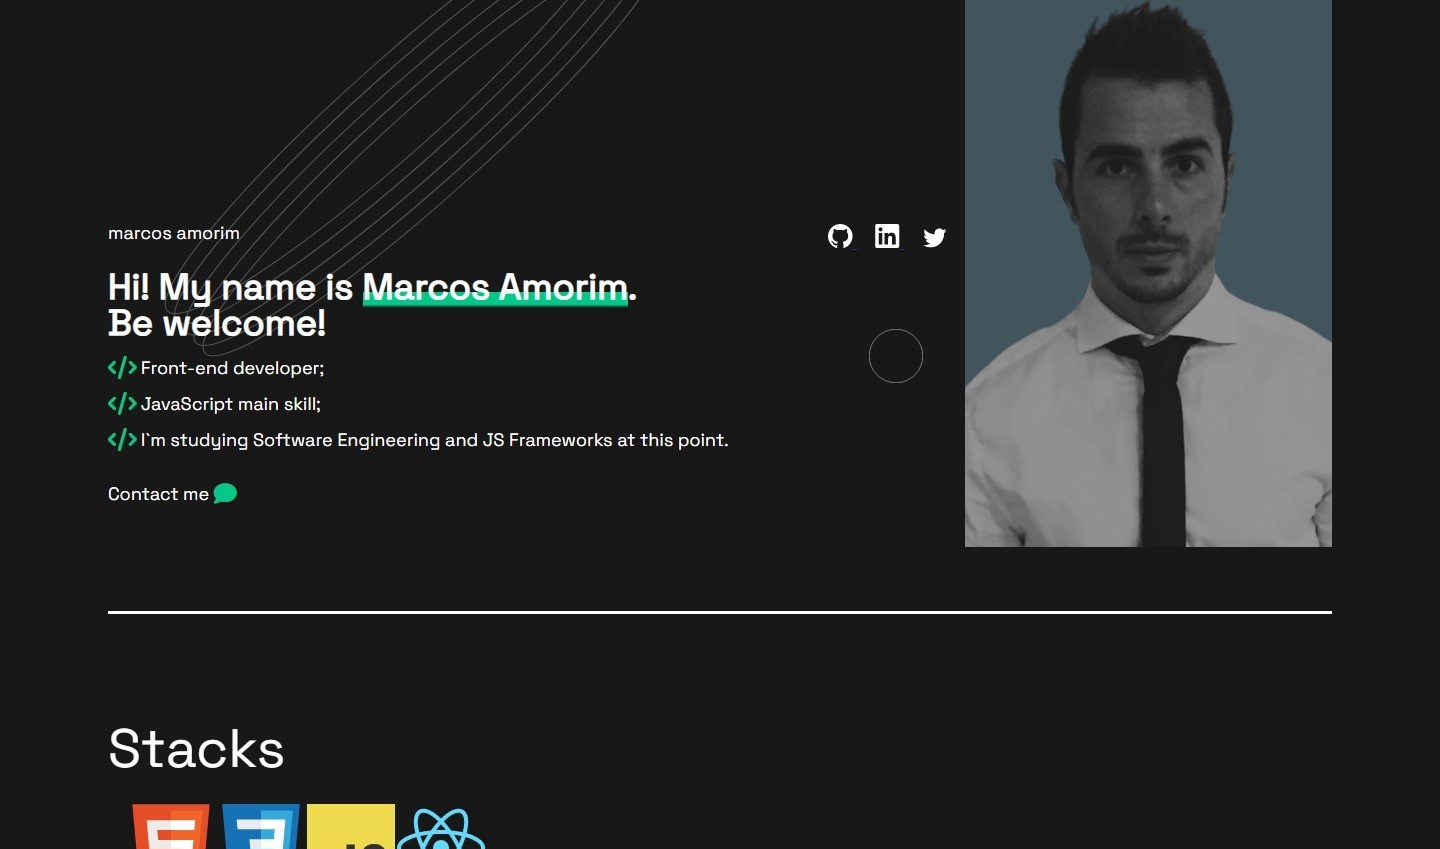 marcos amorim
in
Hi! My name is Marcos Amorim.
Be welcome!
</> Front-end developer;
</> JavaScript main skill;
</> I`m studying Software Engineering and JS Frameworks at this point.
Contact me
Stacks